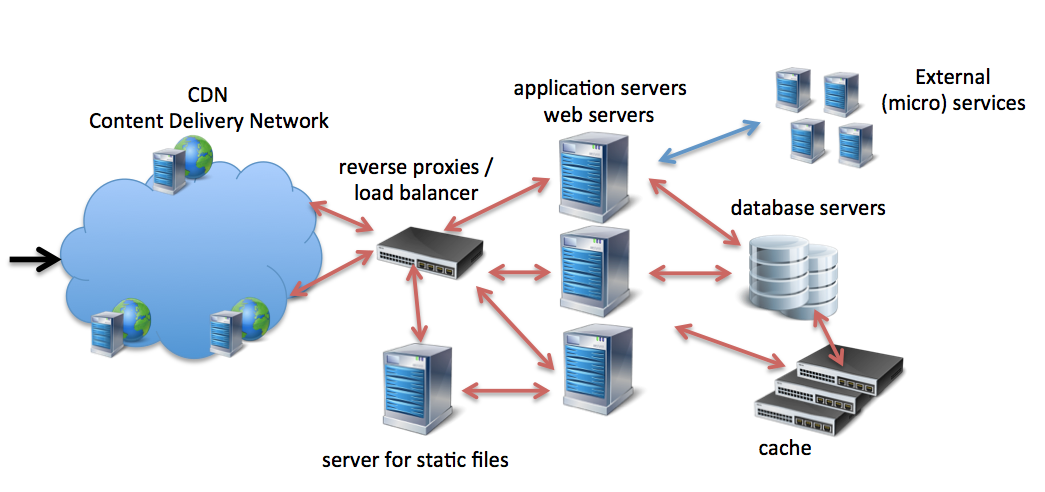 CDN
Content Delivery Network
reverse proxies /
load balancer
application servers
web servers
External
(micro) services
database servers
server for static files
cache